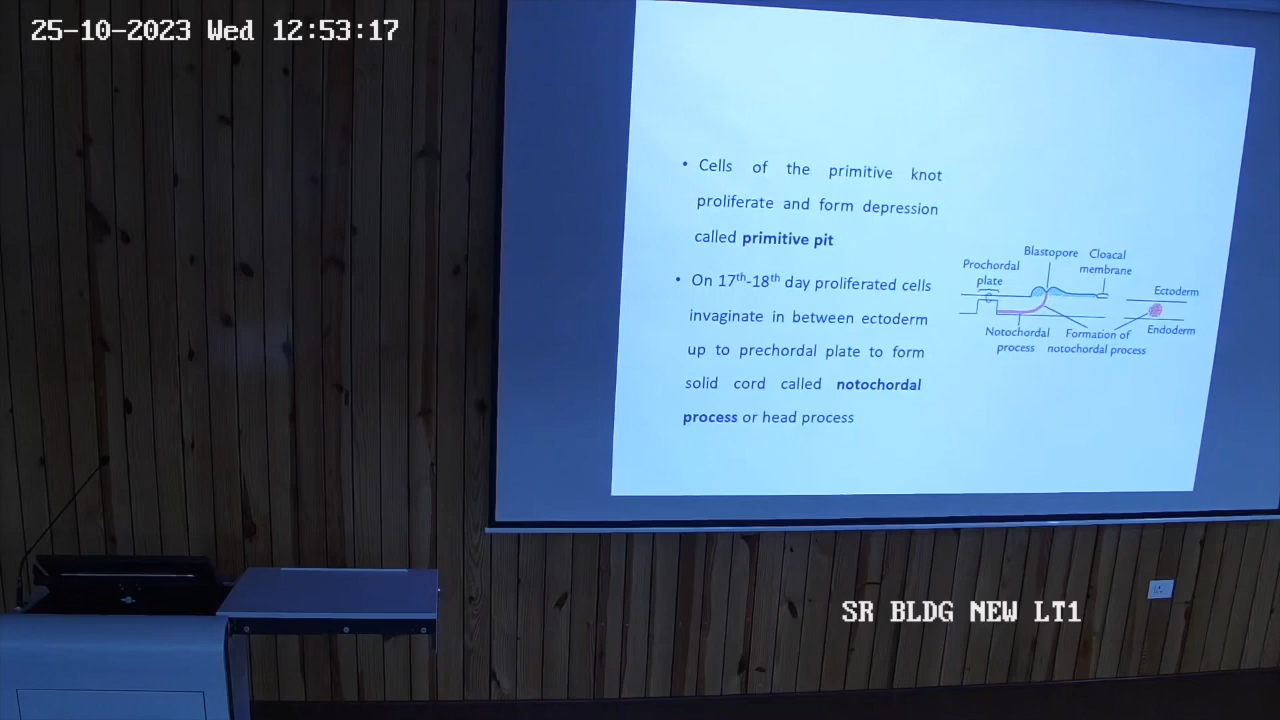 25-10-2023 Wed 12:53:17
• Cells of the primitive knot
proliferate and form depression
called primitive pit
• On 17th-18th day proliferated cells
invaginate in between ectoderm
up to prechordal plate to form
solid cord called notochordal
process or head process
Blastopore
Cloacal
membrane
Prochordal
plate
Ectoderm
Endoderm
Notochordal
process
Formation of
notochordal process
SR BLDG NEW LT1